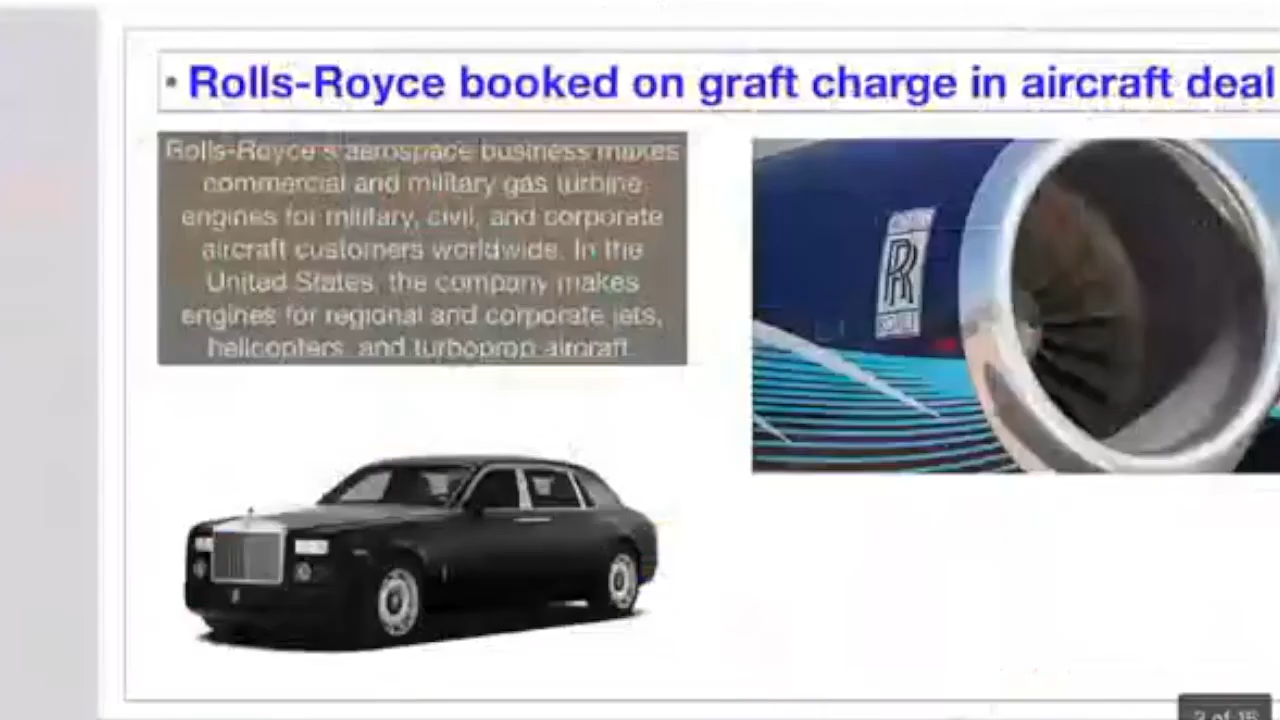 • Rolls-Royce booked on graft charge in aircraft deal
Rolls-Royce's aerospace business makes
commercial and military gas turbine
engines for military, civil, and corporate
aircraft customers worldwide. In the
United States, the company makes
engines for regional and corporate jets,
helicopters, and turboprop aircraft.
RR